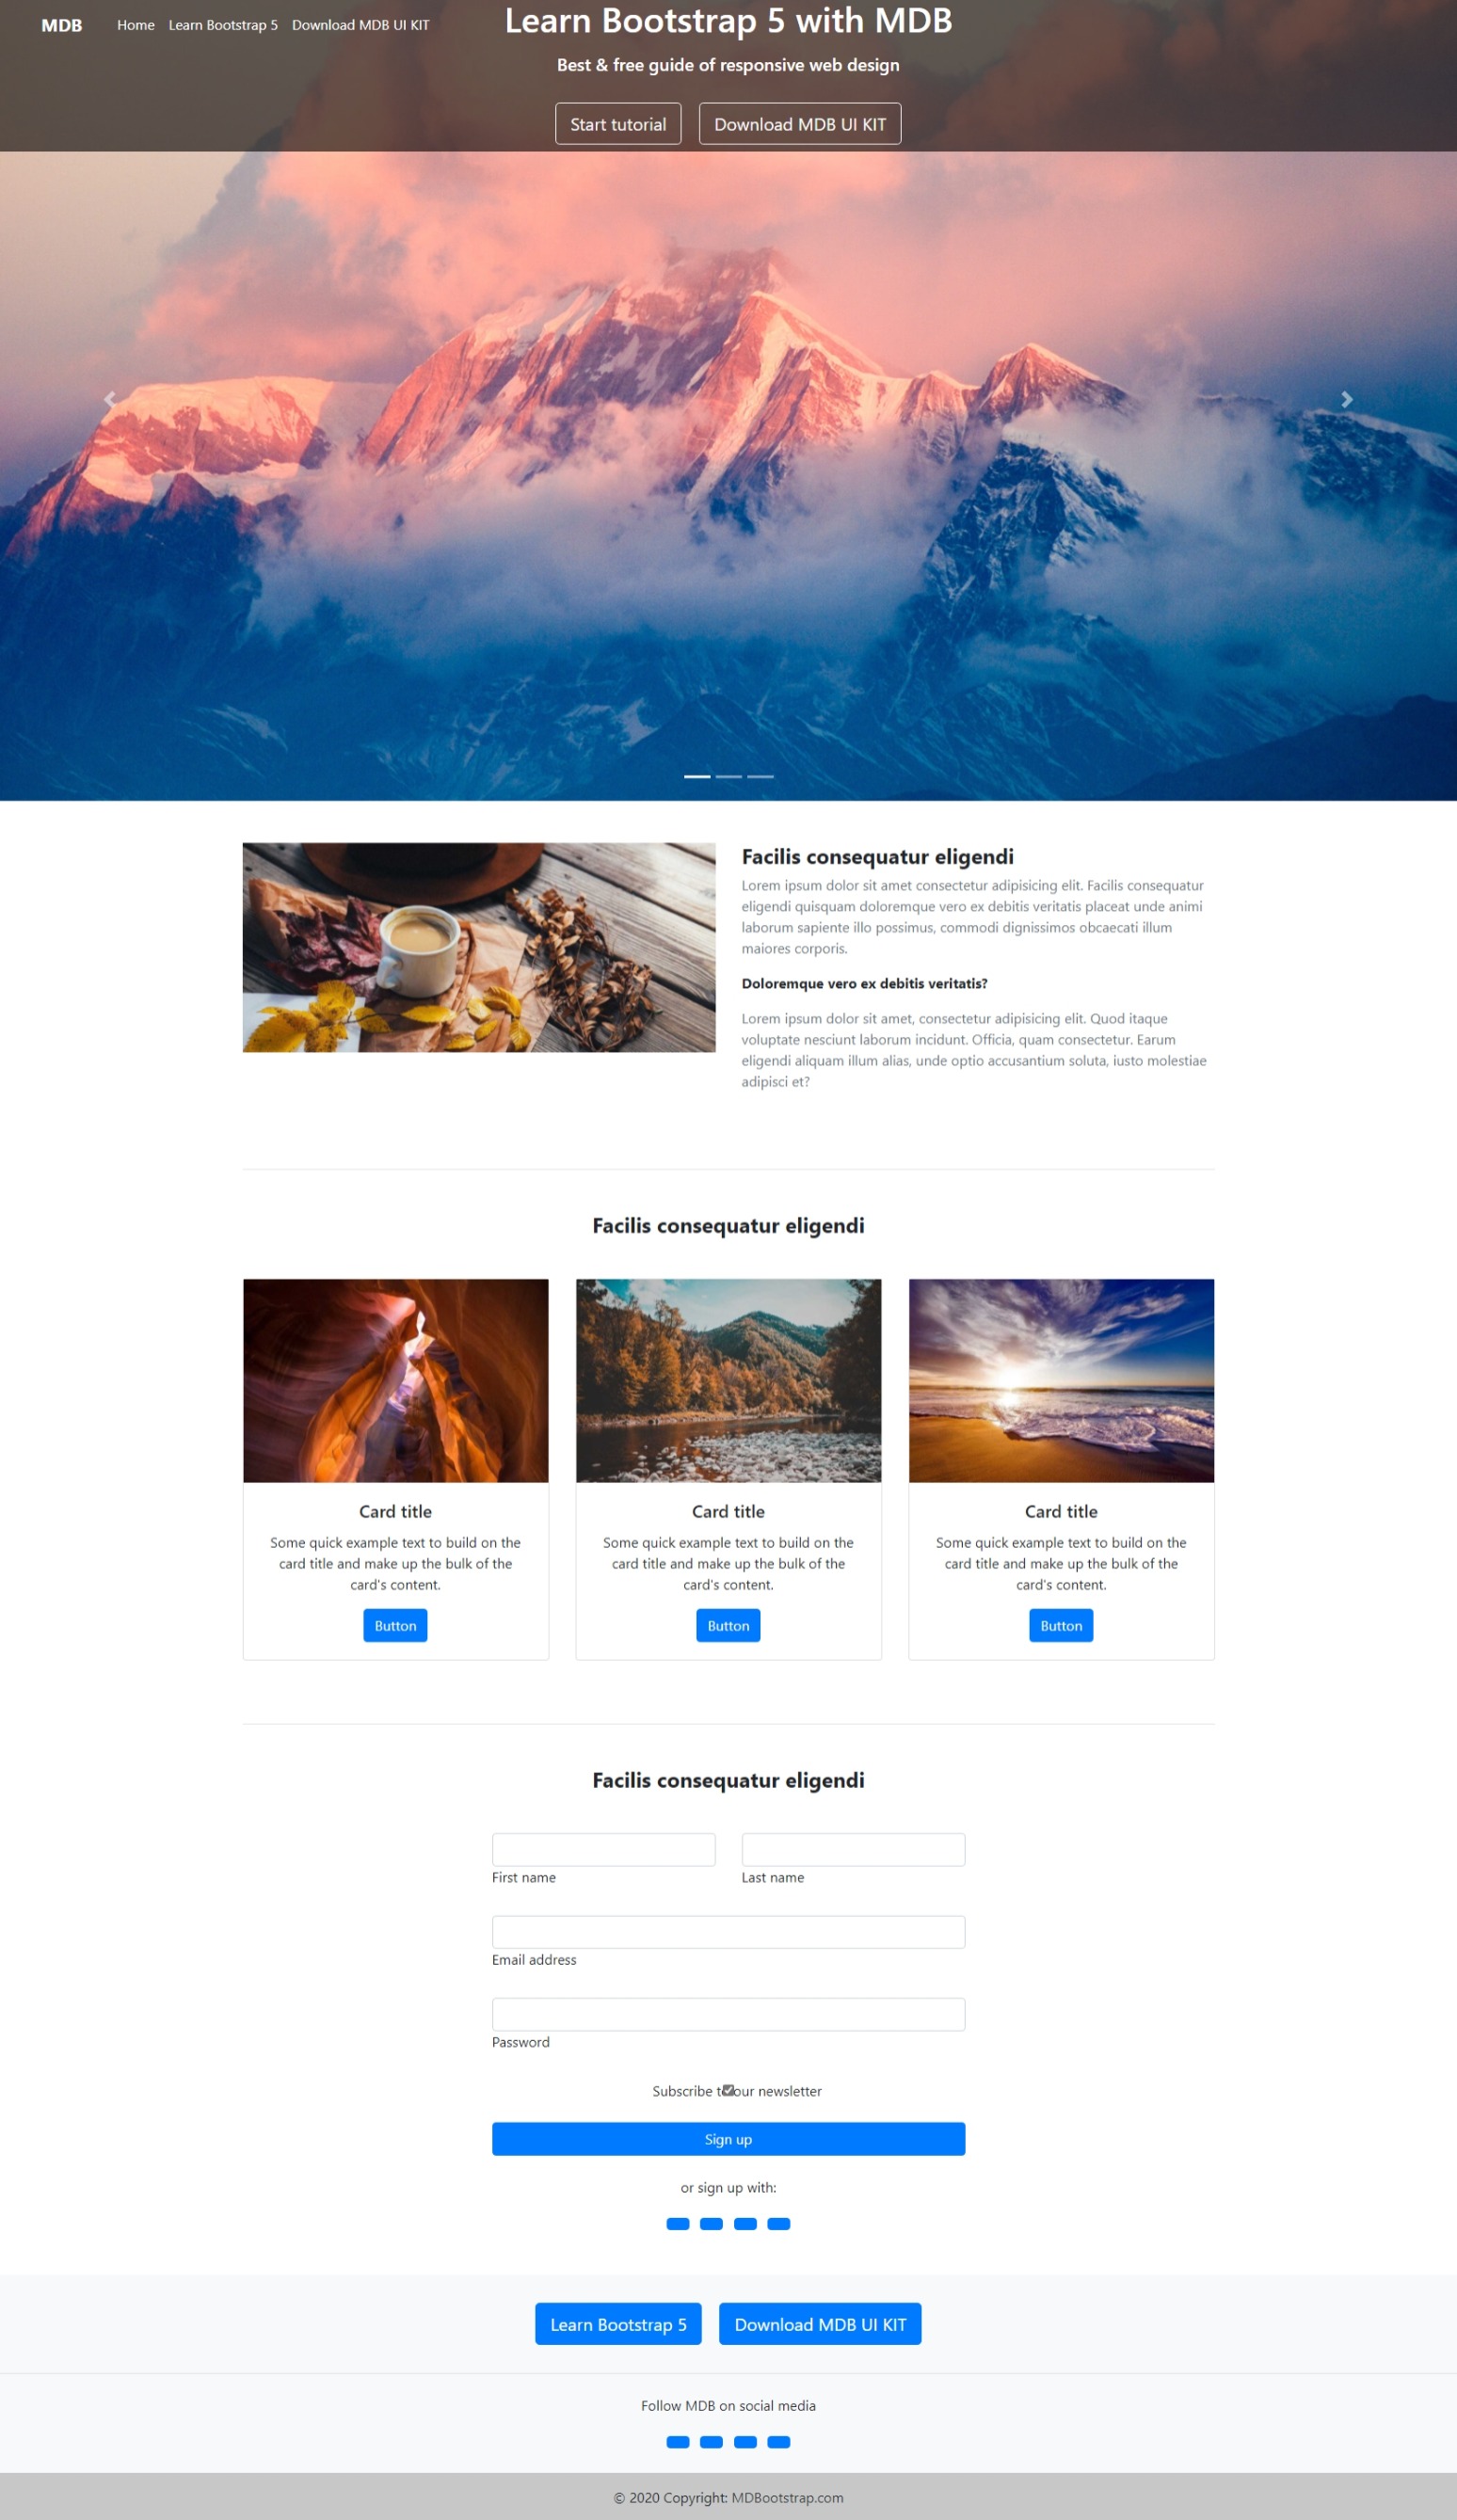 MDB Home Learn Bootstrap 5 Download MDB UI KIT
Learn Bootstrap 5 with MDB
Best & free guide of responsive web design
Start tutorial Download MDB UI KIT
Facilis consequatur eligendi
Lorem ipsum dolor sit amet consectetur adipisicing elit. Facilis consequatur
eligendi quisquam doloremque vero ex debitis veritatis placeat unde animi
laborum sapiente illo possimus, commodi dignissimos obcaecati illum
maiores corporis.
Doloremque vero ex debitis veritatis?
Lorem ipsum dolor sit amet, consectetur adipisicing elit. Quod itaque
voluptate nesciunt laborum incidunt. Officia, quam consectetur. Earum
eligendi aliquam illum alias, unde optio accusantium soluta, iusto molestiae
adipisci et?
Facilis consequatur eligendi
Card title
Some quick example text to build on the
card title and make up the bulk of the
card's content.
Button
Card title
Some quick example text to build on the
card title and make up the bulk of the
card's content.
Button
Card title
Some quick example text to build on the
card title and make up the bulk of the
card's content.
Button
Facilis consequatur eligendi
First name Last name
Email address
Password
Subscribe to our newsletter
Sign up
or sign up with:
Learn Bootstrap 5 Download MDB UI KIT
Follow MDB on social media
© 2020 Copyright: MDBootstrap.com